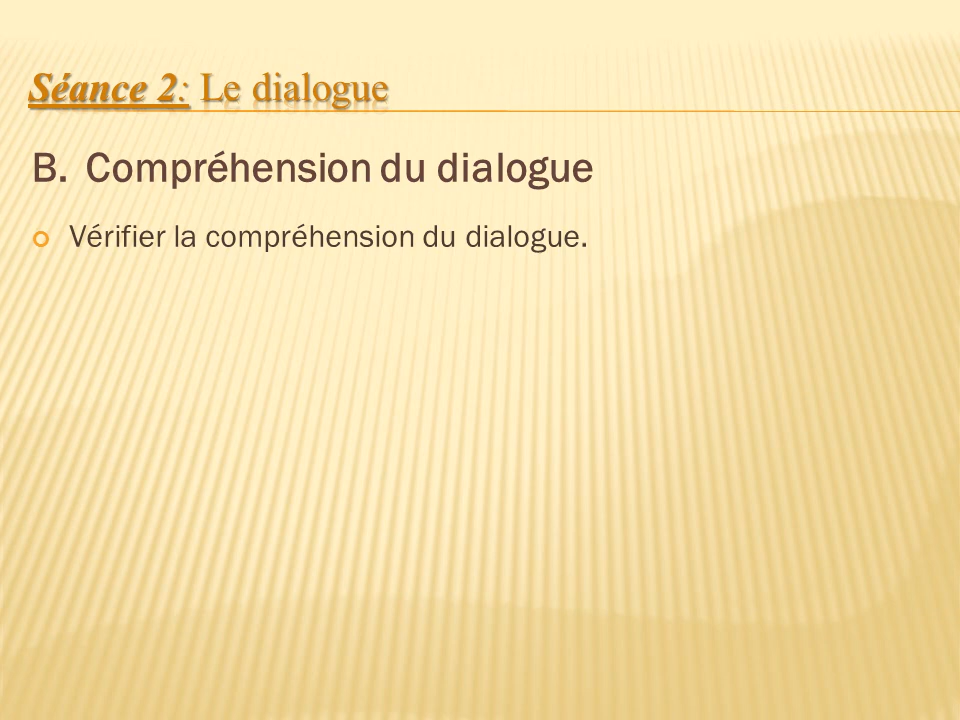 Séance 2: Le dialogue
B. Compréhension du dialogue
Vérifier la compréhension du dialogue.